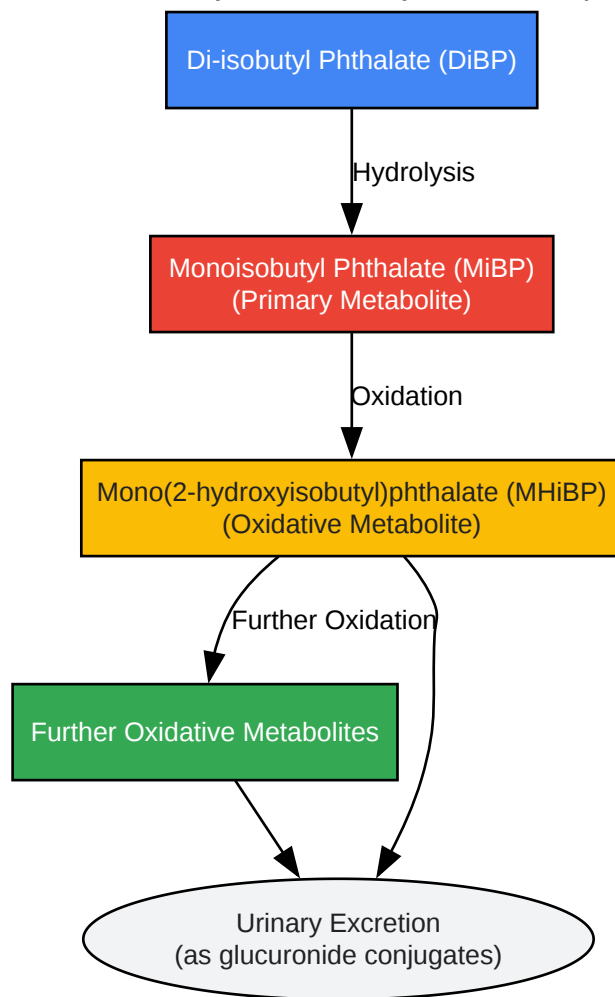 Di-isobutyl Phthalate (DiBP)
Hydrolysis
Monoisobutyl Phthalate (MiBP)
(Primary Metabolite)
Oxidation
Mono(2-hydroxyisobutyl)phthalate (MHiBP)
(Oxidative Metabolite)
Further Oxidation
Further Oxidative Metabolites
Urinary Excretion
(as glucuronide conjugates)